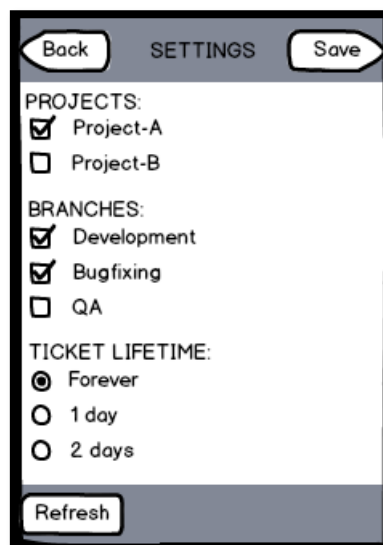 Back SETTINGS Save
PROJECTS:
Project-A
Project-B
BRANCHES:
Development
Bugfixing
QA
TICKET LIFETIME:
Forever
1 day
2 days
Refresh